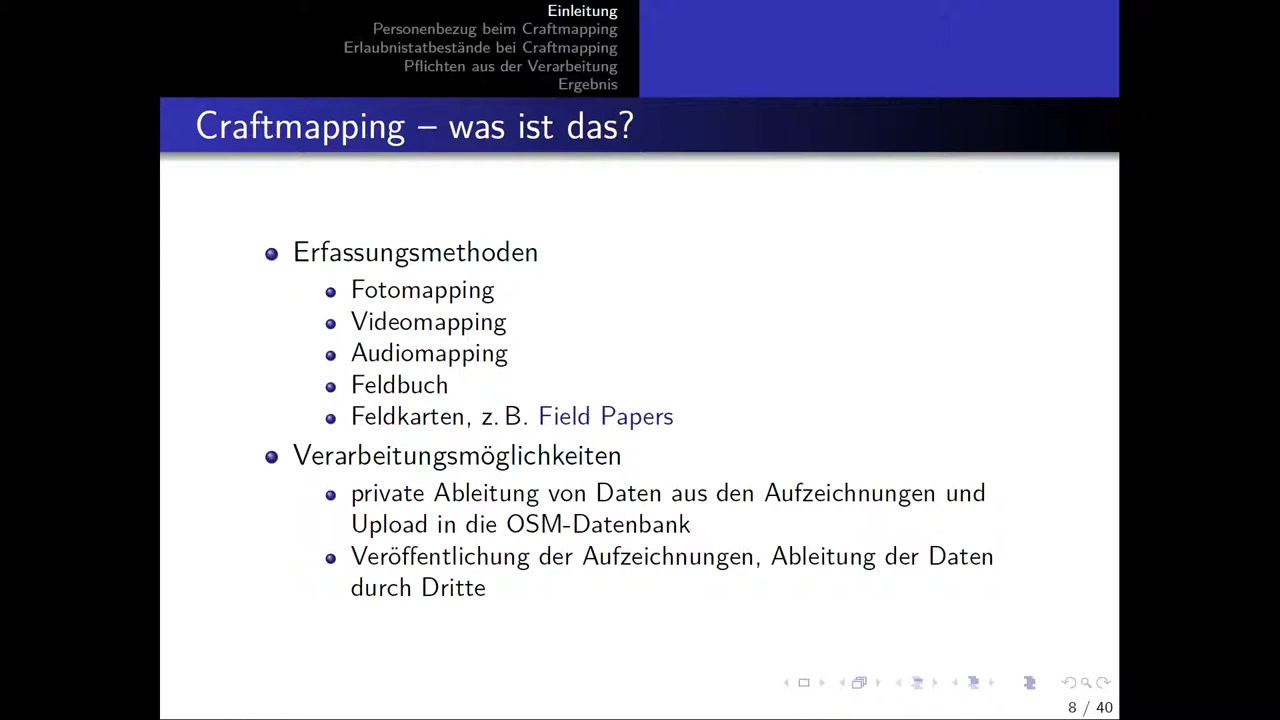 Einleitung
Personenbezug beim Craftmapping
Erlaubnistatbestände bei Craftmapping
Pflichten aus der Verarbeitung
Ergebnis
Craftmapping – was ist das?
Erfassungsmethoden
Fotomapping
Videomapping
Audiomapping
Feldbuch
Feldkarten, z. B. Field Papers
Verarbeitungsmöglichkeiten
private Ableitung von Daten aus den Aufzeichnungen und
Upload in die OSM-Datenbank
Veröffentlichung der Aufzeichnungen, Ableitung der Daten
durch Dritte
8 / 40